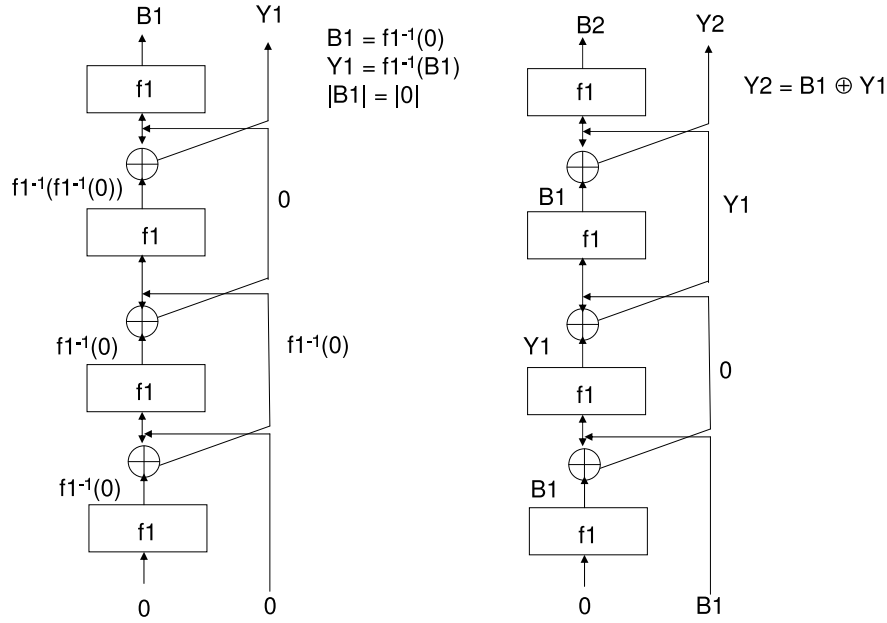 B1 Y1
B1 = f1⁻¹(0)
Y1 = f1⁻¹(B1)
|B1| = |0|
f1
f1⁻¹(f1⁻¹(0))
0
f1
f1⁻¹(0)
f1⁻¹(0)
f1
f1⁻¹(0)
f1
0 0
B2 Y2
Y2 = B1 ⊕ Y1
f1
B1
Y1
f1
Y1
0
f1
B1
f1
0 B1